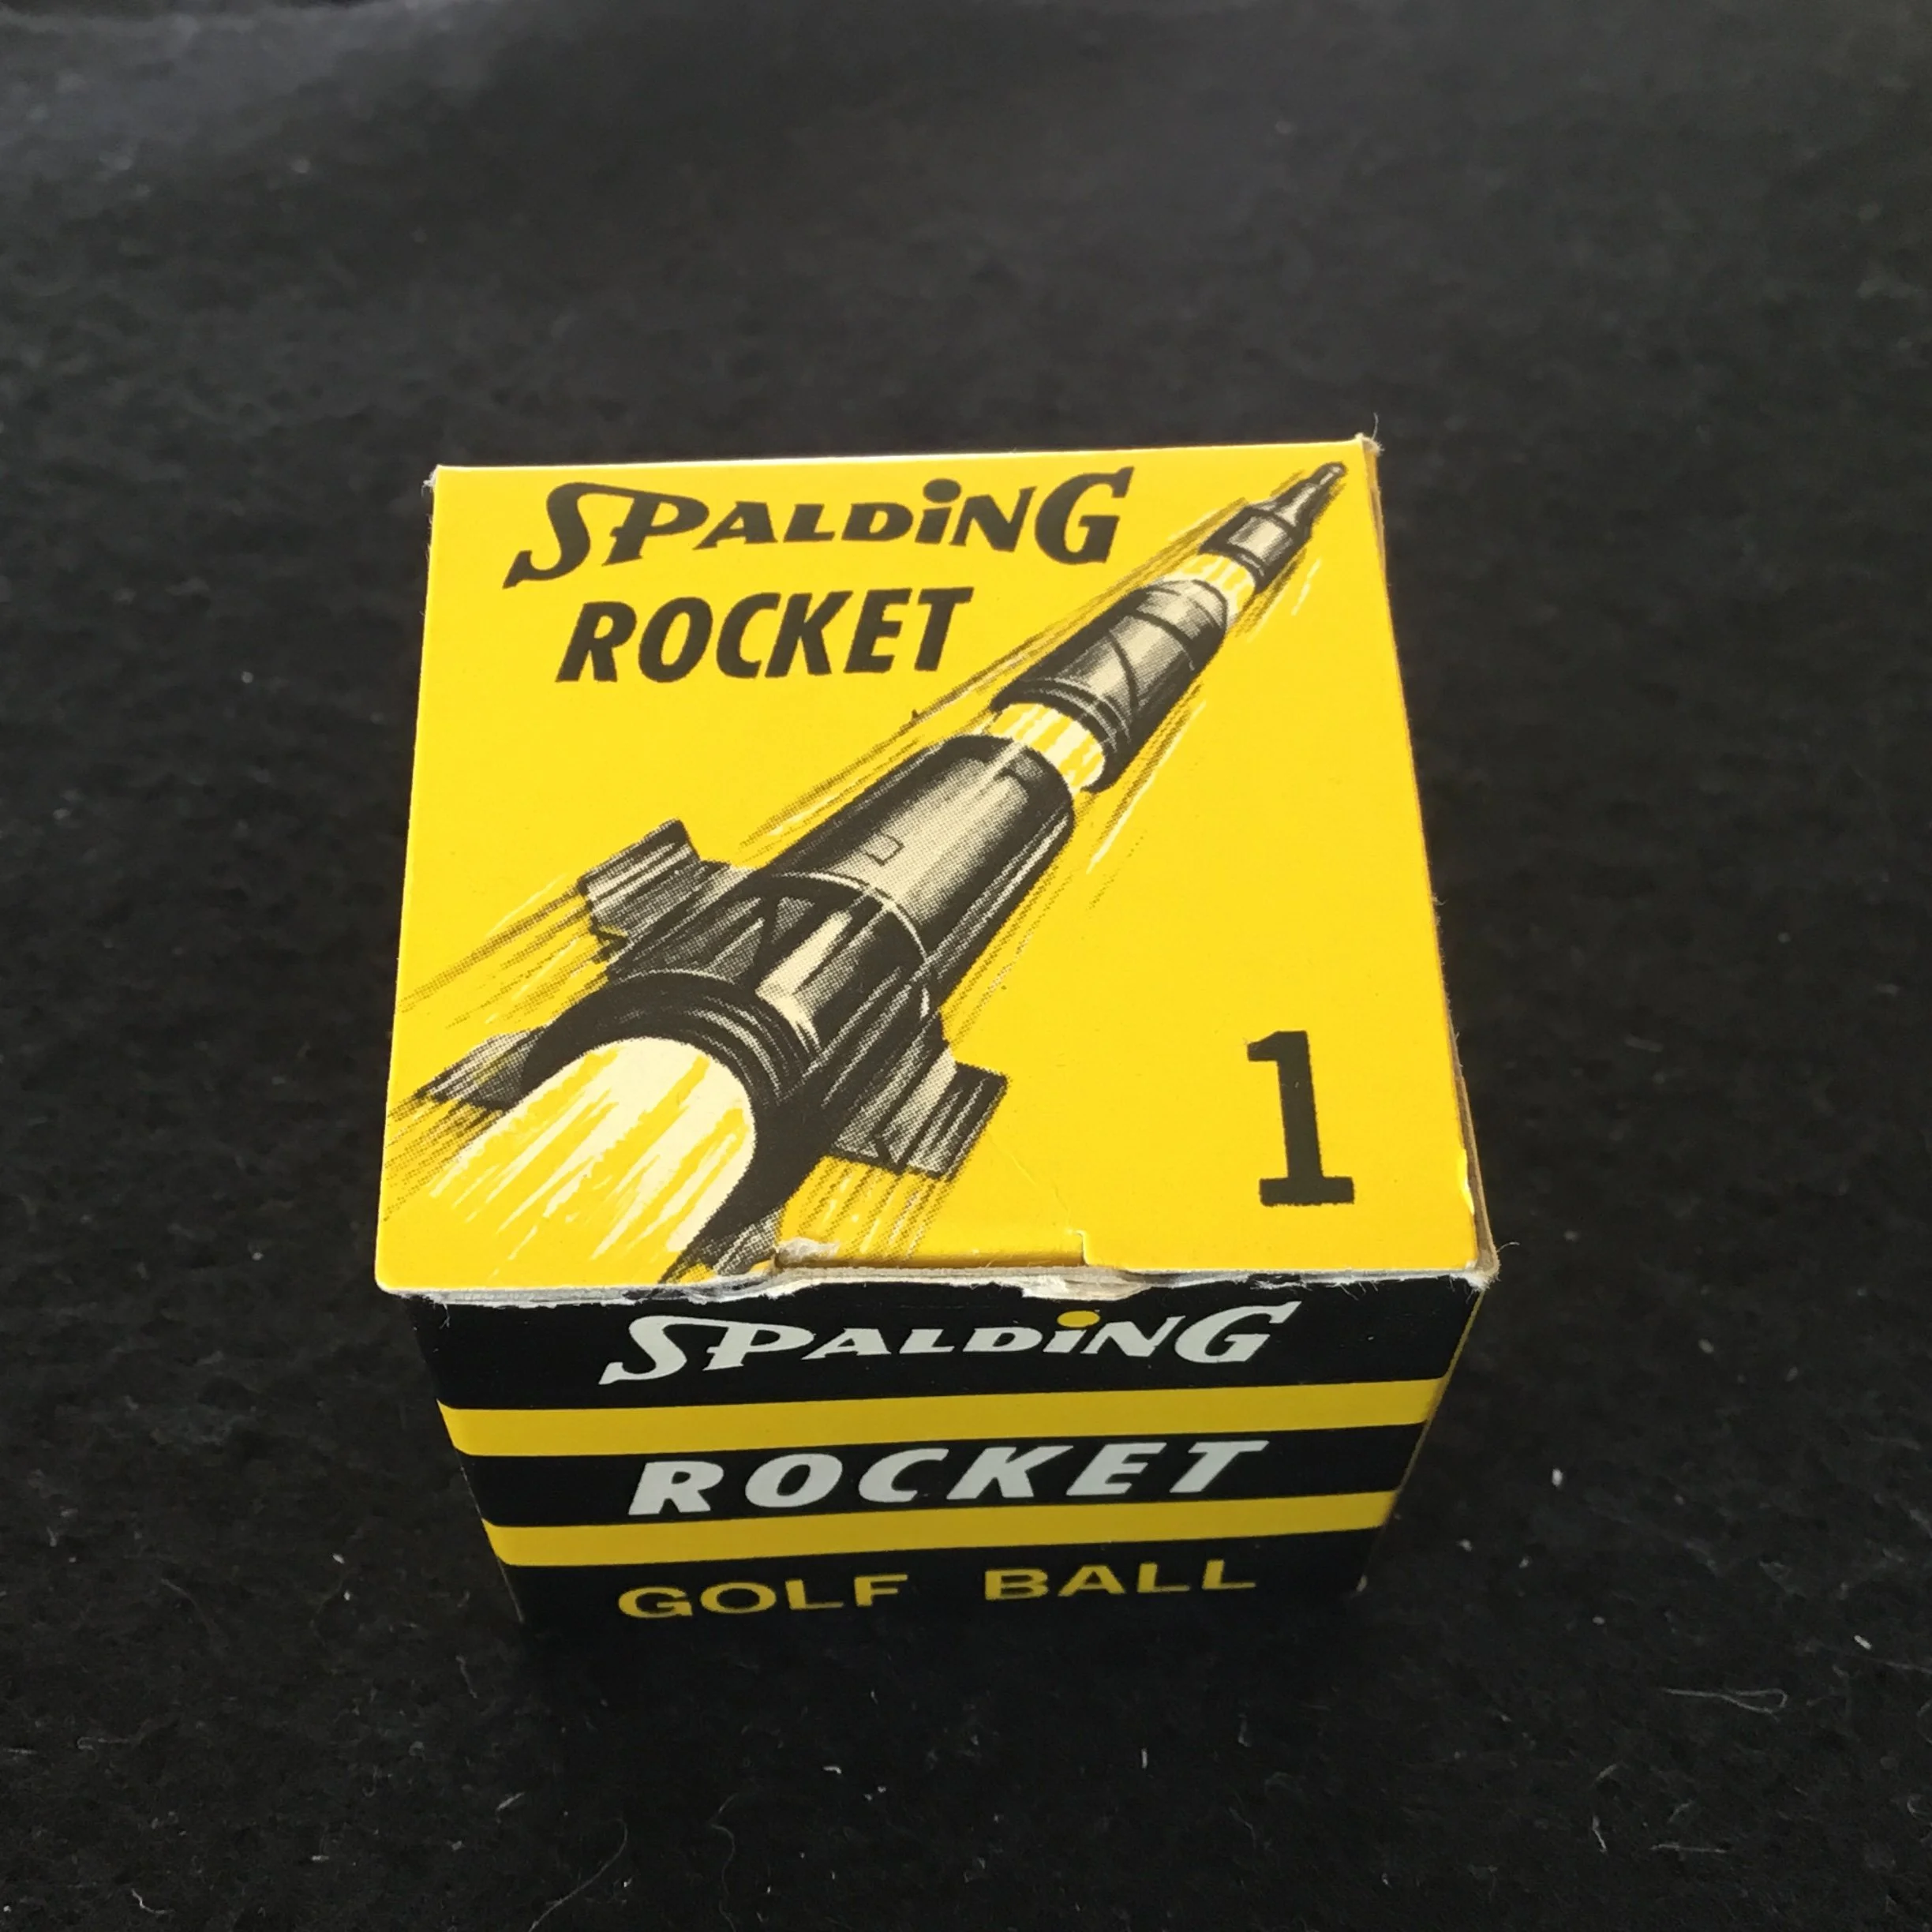 SPALDiNG
ROCKET
1
SPALDiNG
ROCKET
GOLF BALL